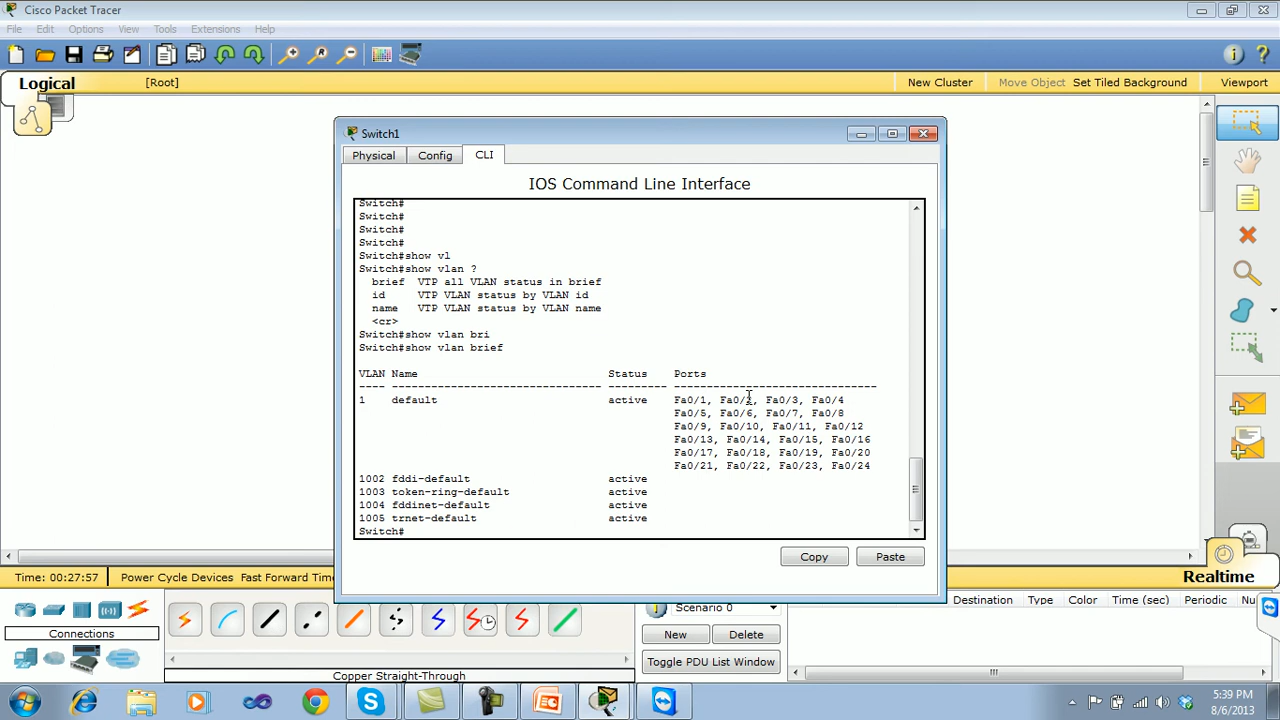 Cisco Packet Tracer
File Edit Options View Tools Extensions Help
Logical [Root] New Cluster Move Object Set Tiled Background Viewport
Switch1
Physical Config CLI
IOS Command Line Interface
Switch#
Switch#
Switch#
Switch#
Switch#show vl
Switch#show vlan ?
brief VTP all VLAN status in brief
id VTP VLAN status by VLAN id
name VTP VLAN status by VLAN name
<cr>
Switch#show vlan bri
Switch#show vlan brief
VLAN Name Status Ports
---- -------------------------------- --------- -------------------------------
1 default active Fa0/1, Fa0/2, Fa0/3, Fa0/4
Fa0/5, Fa0/6, Fa0/7, Fa0/8
Fa0/9, Fa0/10, Fa0/11, Fa0/12
Fa0/13, Fa0/14, Fa0/15, Fa0/16
Fa0/17, Fa0/18, Fa0/19, Fa0/20
Fa0/21, Fa0/22, Fa0/23, Fa0/24
1002 fddi-default active
1003 token-ring-default active
1004 fddinet-default active
1005 trnet-default active
Switch#
Copy Paste
Time: 00:27:57 Power Cycle Devices Fast Forward Time
Realtime
Scenario 0
Destination Type Color Time (sec) Periodic Nu
Connections
New Delete
Toggle PDU List Window
Copper Straight-Through
5:39 PM
8/6/2013